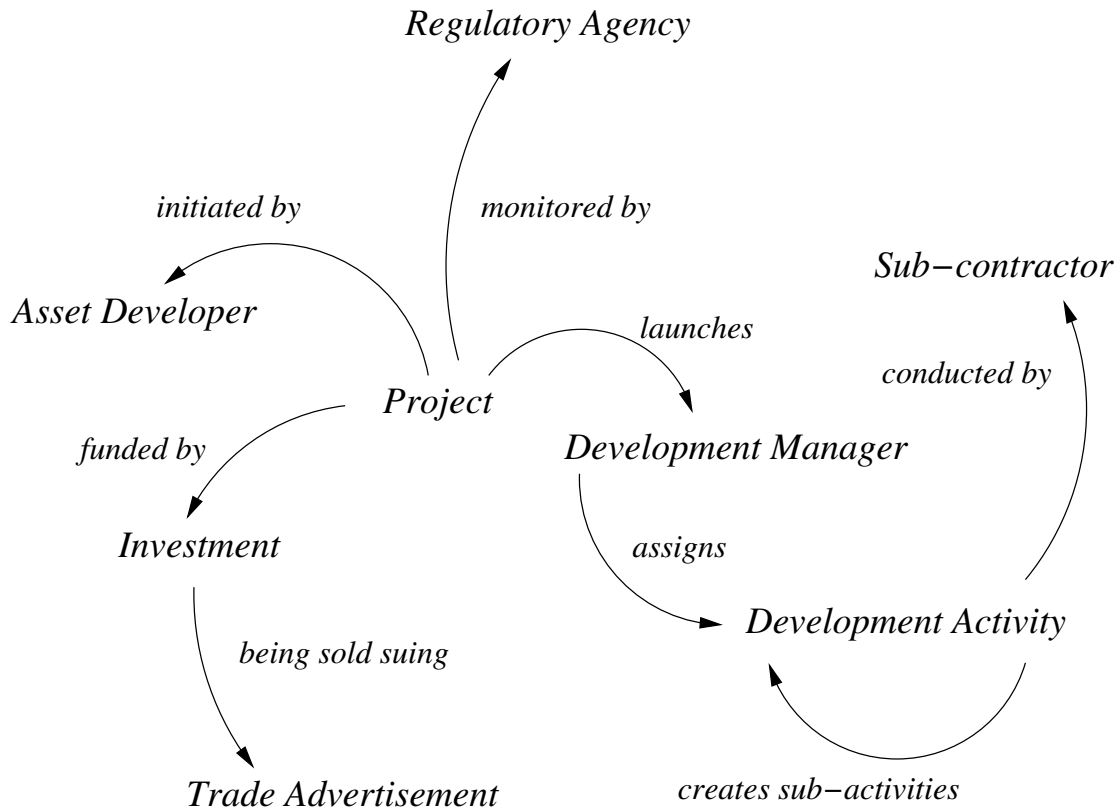 Regulatory Agency
initiated by
monitored by
Sub−contractor
Asset Developer
launches
conducted by
Project
funded by
Development Manager
Investment
assigns
Development Activity
being sold suing
Trade Advertisement
creates sub−activities